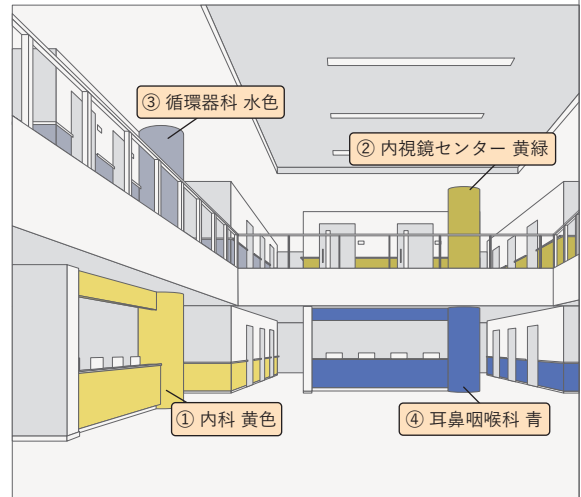 ③ 循環器科 水色
② 内視鏡センター 黄緑
① 内科 黄色
④ 耳鼻咽喉科 青